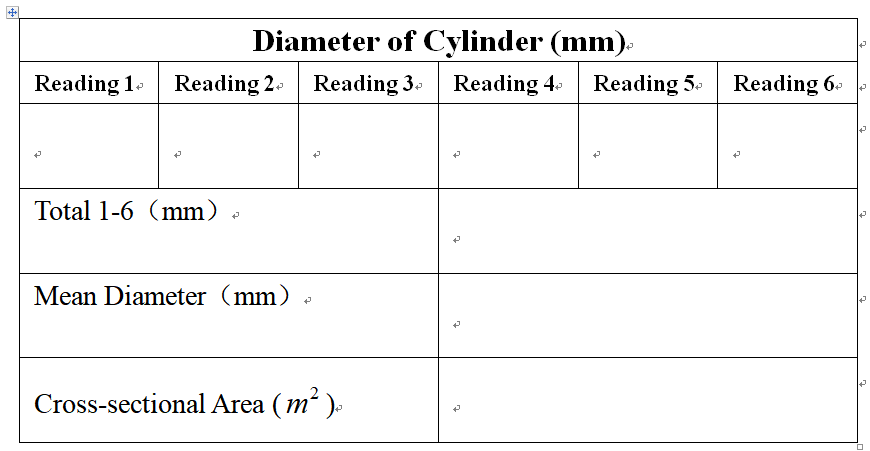 Diameter of Cylinder (mm)
Reading 1 Reading 2 Reading 3 Reading 4 Reading 5 Reading 6
Total 1-6（mm）
Mean Diameter（mm）
Cross-sectional Area ( m² )